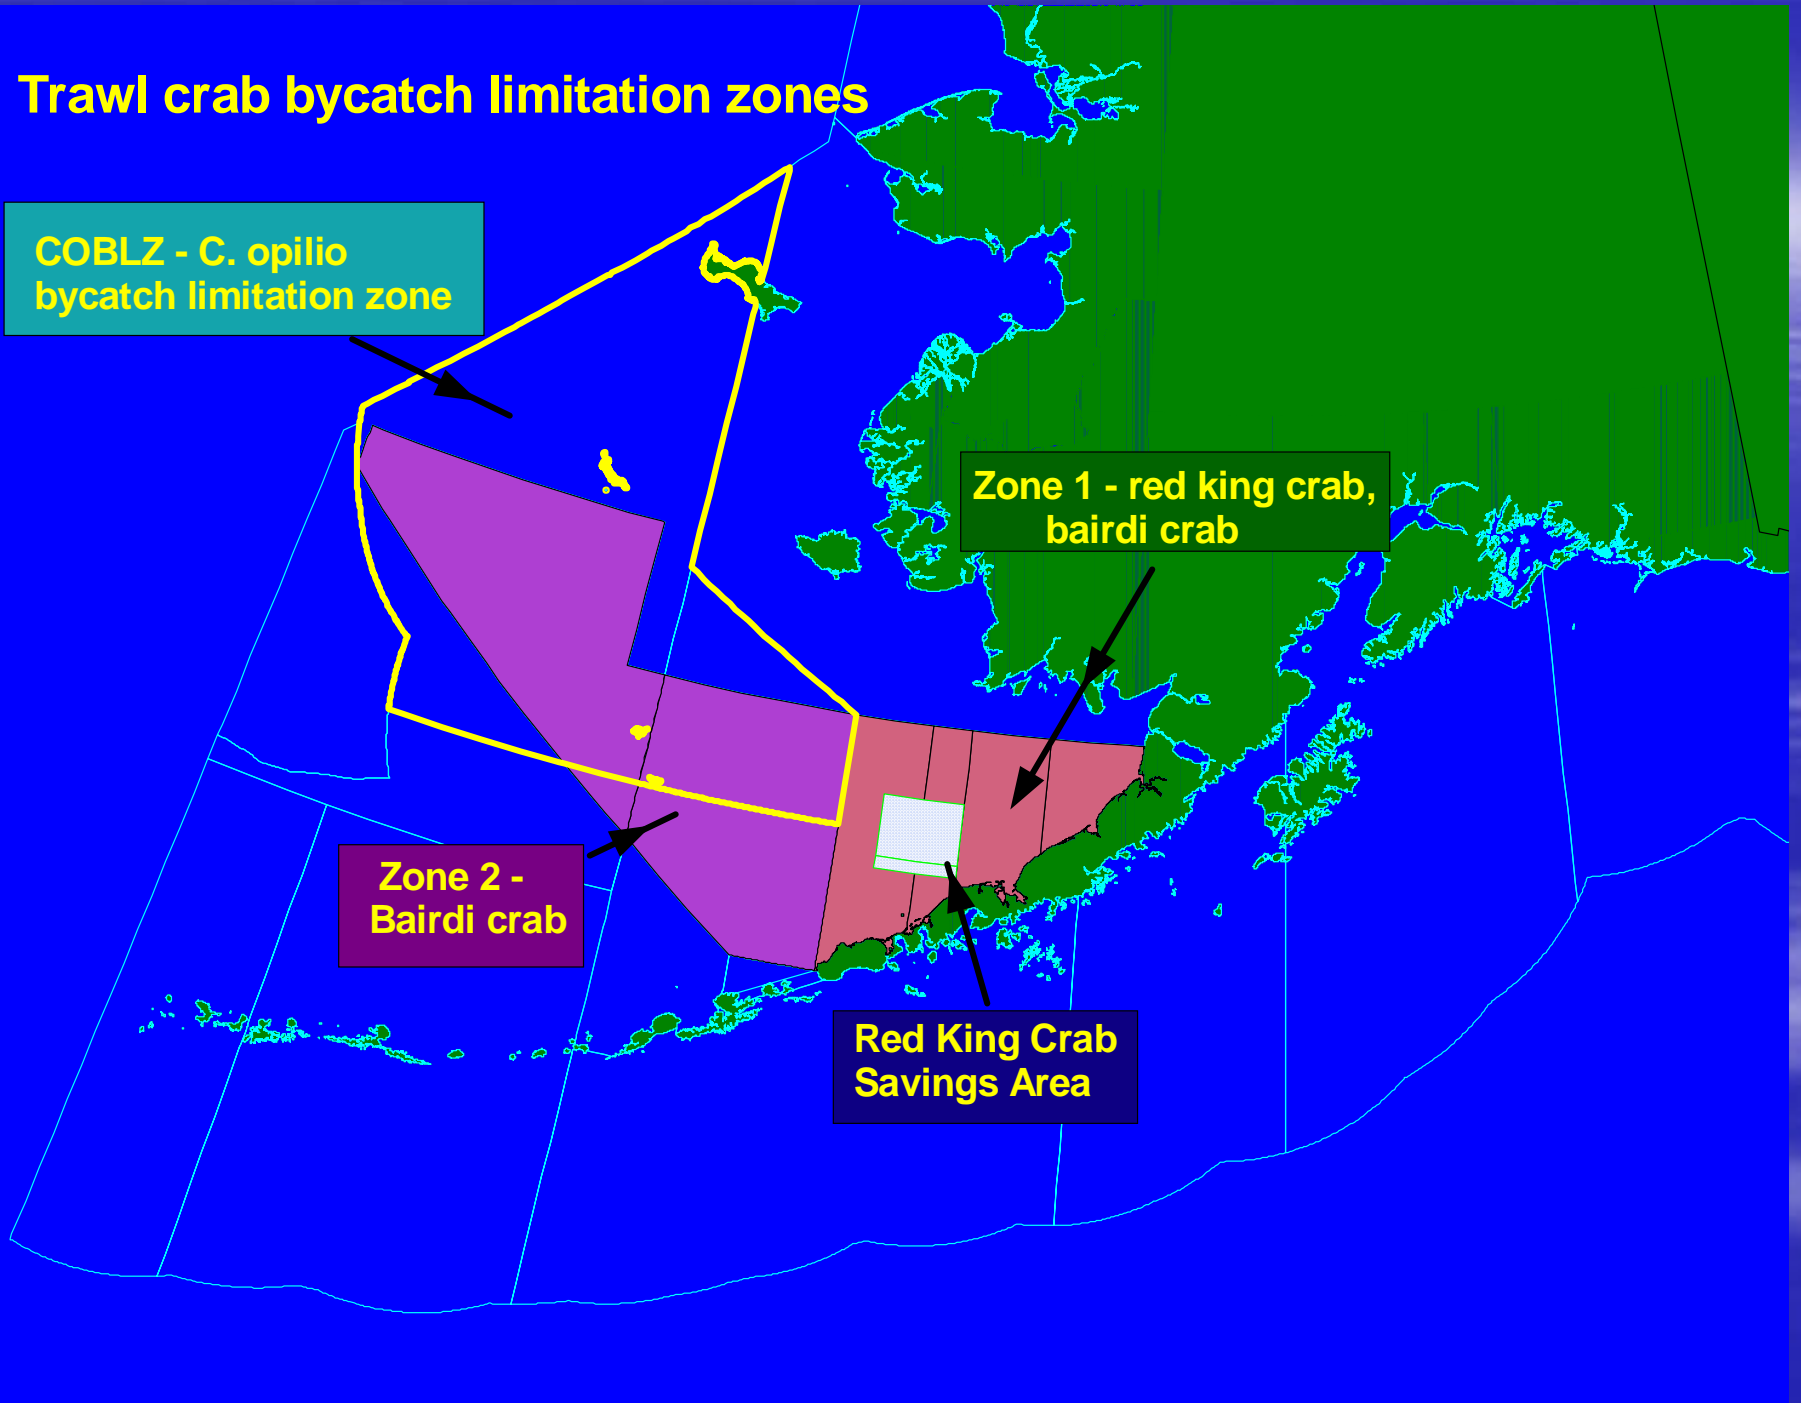 Trawl crab bycatch limitation zones
COBLZ - C. opilio
bycatch limitation zone
Zone 1 - red king crab,
bairdi crab
Zone 2 -
Bairdi crab
Red King Crab
Savings Area